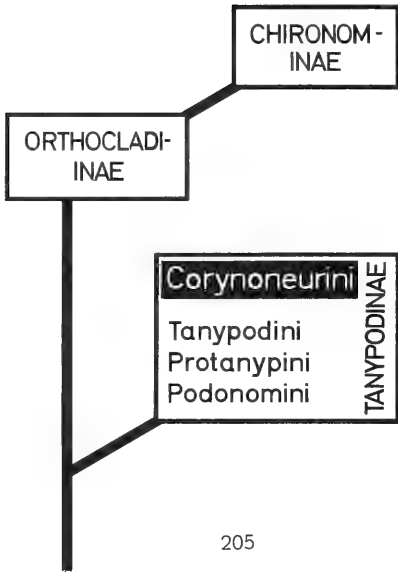 CHIRONOM-
INAE
ORTHOCLADI-
INAE
Corynoneurini
Tanypodini
Protanypini
Podonomini
TANYPODINAE
205